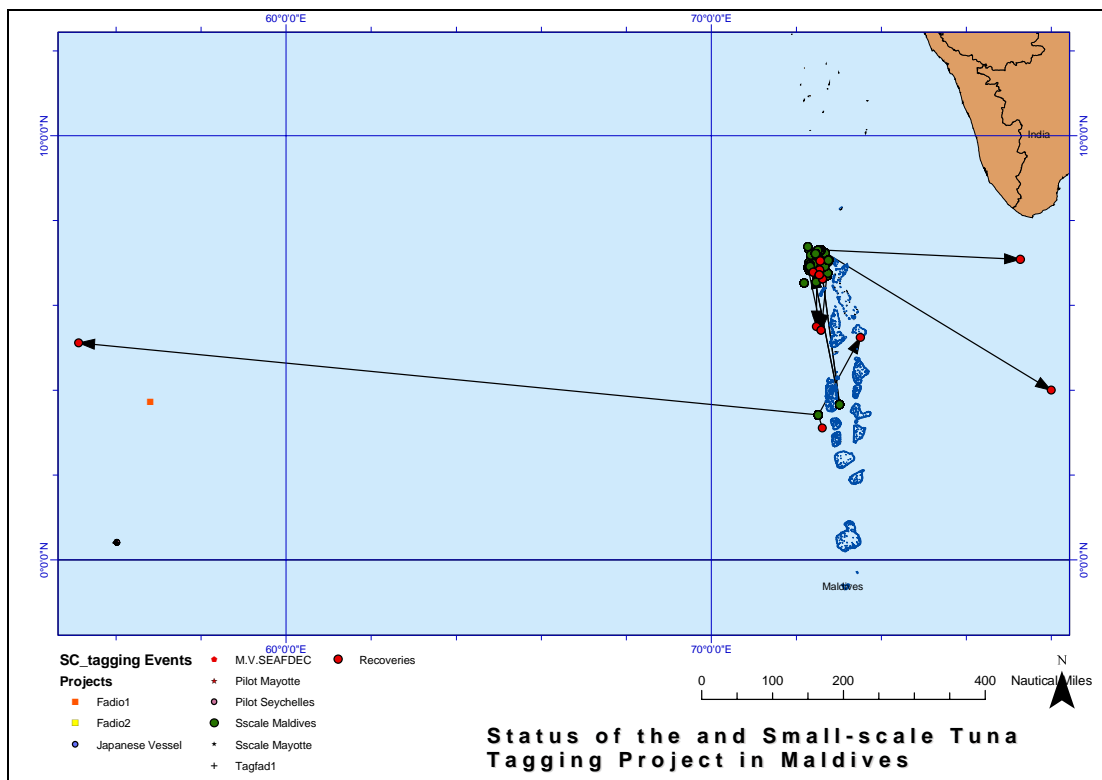 60°0'0"E 70°0'0"E
10°0'0"N 10°0'0"N
India
0°0'0"N 0°0'0"N
Maldives
60°0'0"E 70°0'0"E
SC_tagging Events
Projects
Fadio1
Fadio2
Japanese Vessel
M.V.SEAFDEC
Pilot Mayotte
Pilot Seychelles
Sscale Maldives
Sscale Mayotte
Tagfad1
Recoveries
N
0 100 200 300 400 Nautical Miles
Status of the and Small-scale Tuna
Tagging Project in Maldives